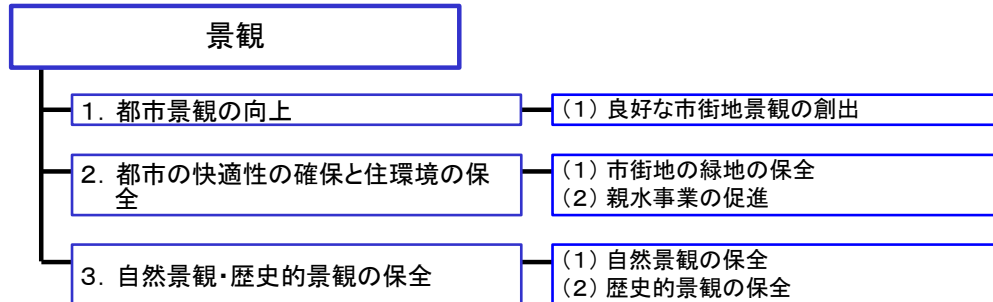 景観
1. 都市景観の向上
(1) 良好な市街地景観の創出
2. 都市の快適性の確保と住環境の保
全
(1) 市街地の緑地の保全
(2) 親水事業の促進
3. 自然景観・歴史的景観の保全
(1) 自然景観の保全
(2) 歴史的景観の保全